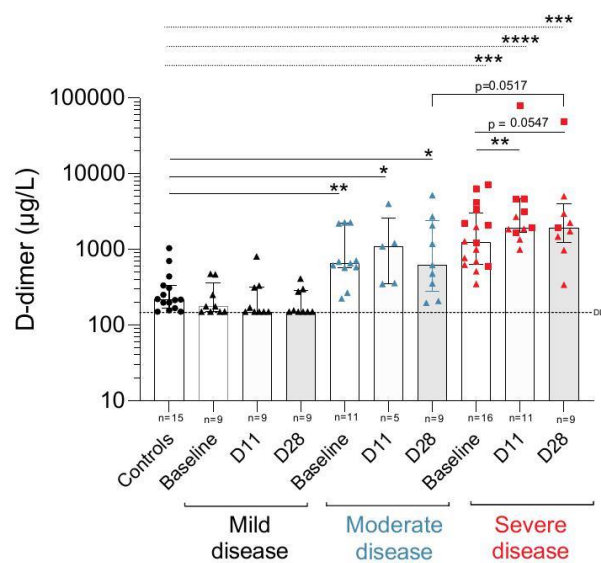 ***
****
***
p=0.0517
p = 0.0547
**
*
*
**
D-dimer (µg/L)
100000
10000
1000
100
10
n=15 n=9 n=9 n=9 n=11 n=5 n=9 n=16 n=11 n=9
Controls Baseline D11 D28 Baseline D11 D28 Baseline D11 D28
Mild disease
Moderate disease
Severe disease